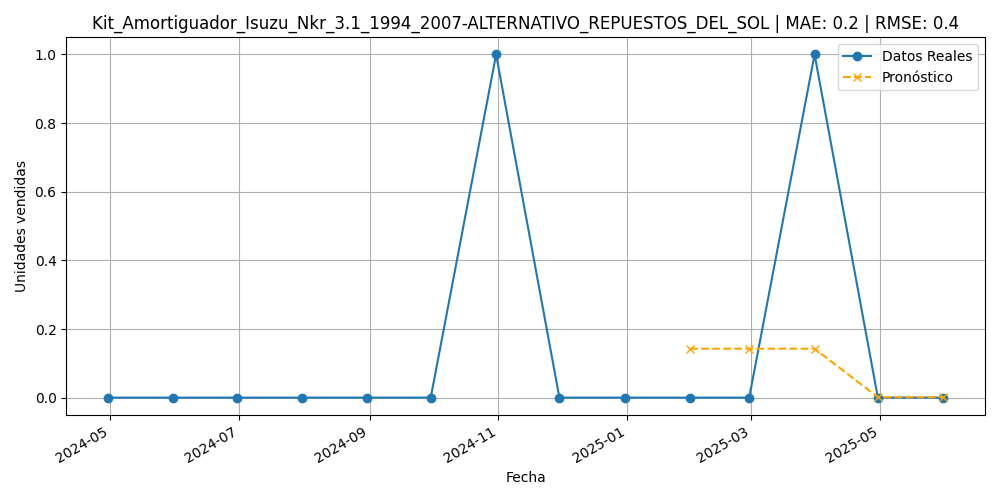 Kit_Amortiguador_Isuzu_Nkr_3.1_1994_2007-ALTERNATIVO_REPUESTOS_DEL_SOL | MAE: 0.2 | RMSE: 0.4
Datos Reales
Pronóstico
Unidades vendidas
1.0
0.8
0.6
0.4
0.2
0.0
2024-05
2024-07
2024-09
2024-11
2025-01
2025-03
2025-05
Fecha